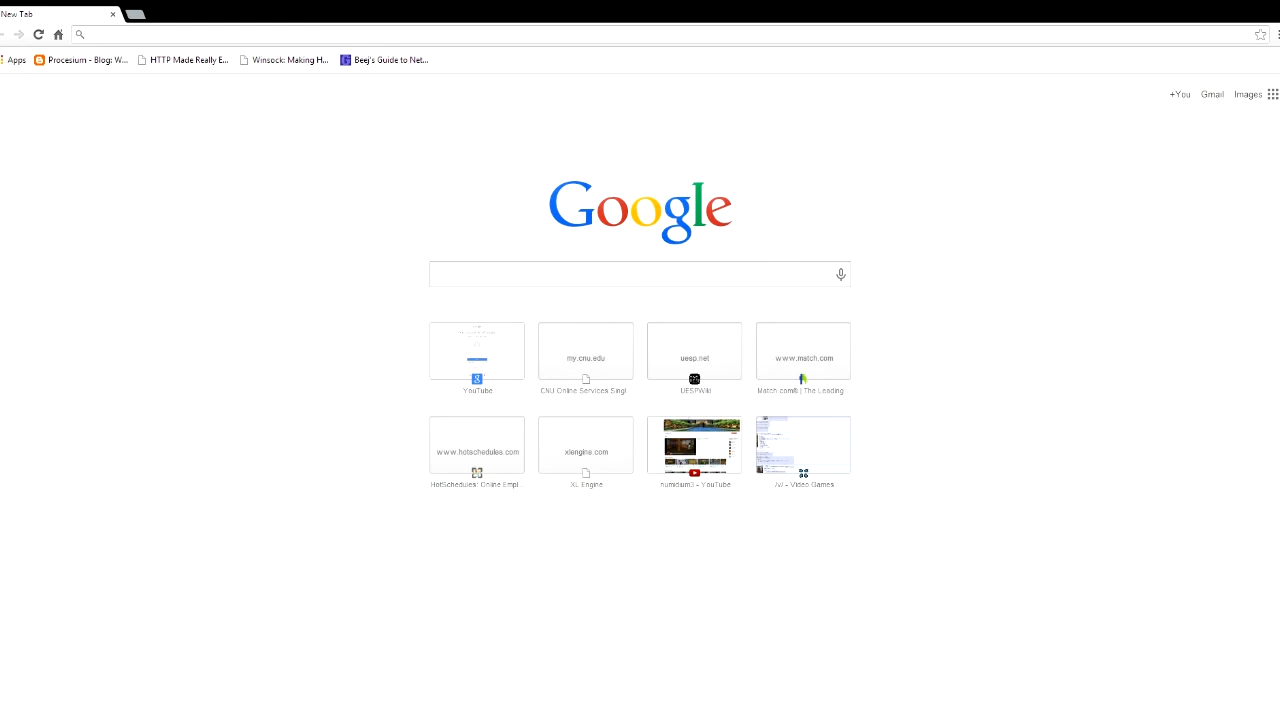 New Tab
Apps Procesium - Blog: W... HTTP Made Really E... Winsock: Making H... Beej's Guide to Net...
+You Gmail Images
Google
my.cnu.edu uesp.net www.match.com
YouTube CNU Online Services Singl UESPWiki Match.com® | The Leading
www.hotschedules.com xlengine.com
HotSchedules: Online Empl... XL Engine numidium3 - YouTube /v/ - Video Games